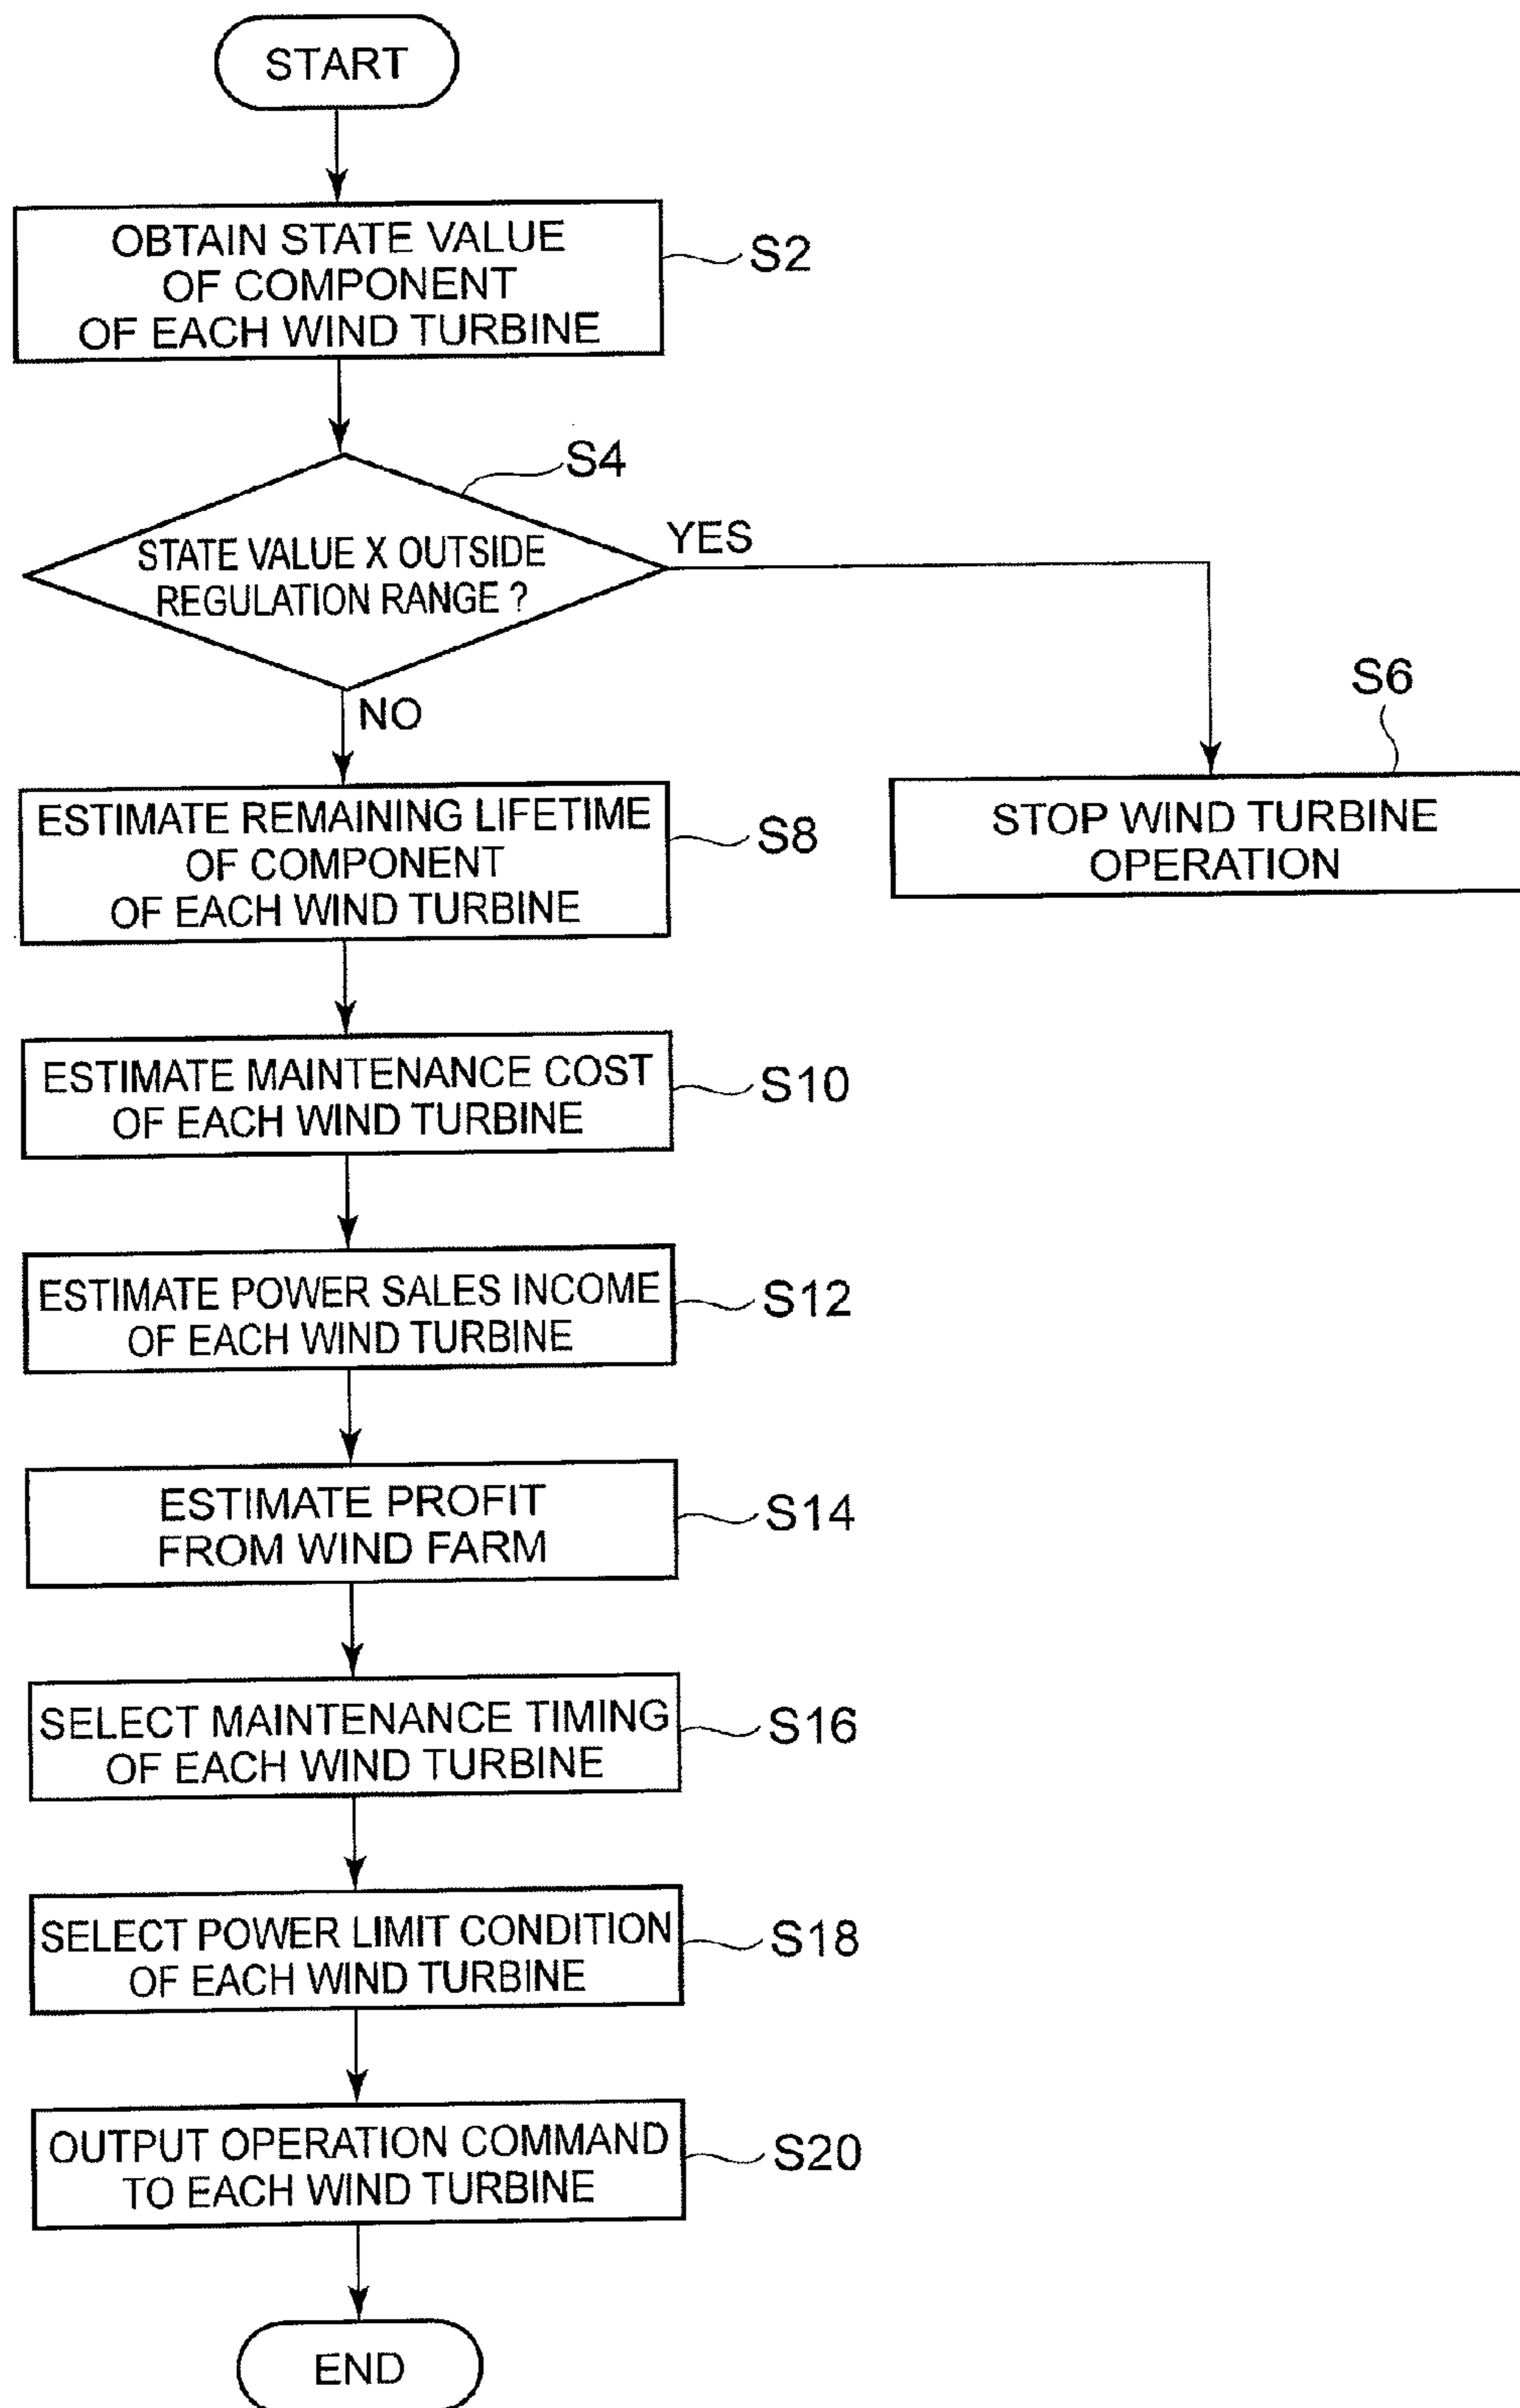 START
OBTAIN STATE VALUE
OF COMPONENT
OF EACH WIND TURBINE
S2
S4
STATE VALUE X OUTSIDE
REGULATION RANGE ?
YES
NO
S6
STOP WIND TURBINE
OPERATION
ESTIMATE REMAINING LIFETIME
OF COMPONENT
OF EACH WIND TURBINE
S8
ESTIMATE MAINTENANCE COST
OF EACH WIND TURBINE
S10
ESTIMATE POWER SALES INCOME
OF EACH WIND TURBINE
S12
ESTIMATE PROFIT
FROM WIND FARM
S14
SELECT MAINTENANCE TIMING
OF EACH WIND TURBINE
S16
SELECT POWER LIMIT CONDITION
OF EACH WIND TURBINE
S18
OUTPUT OPERATION COMMAND
TO EACH WIND TURBINE
S20
END